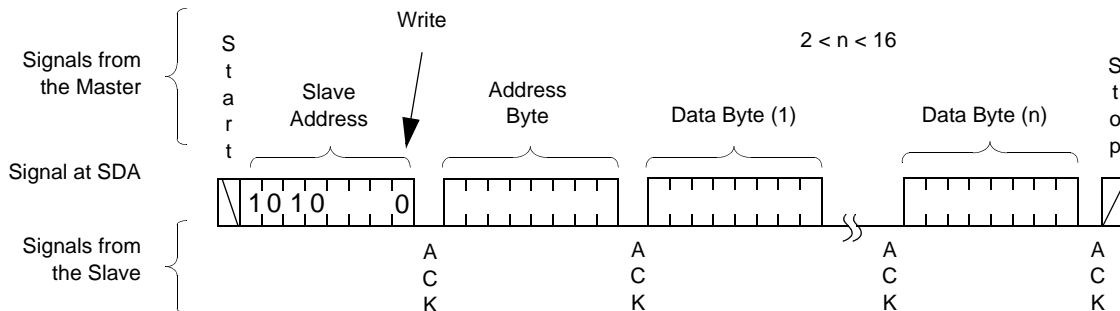 Write
2 < n < 16
Signals from
the Master
S
t
a
r
t
Slave
Address
Address
Byte
Data Byte (1)
Data Byte (n)
S
t
o
p
Signal at SDA
1 0 1 0 0
Signals from
the Slave
A
C
K
A
C
K
A
C
K
A
C
K